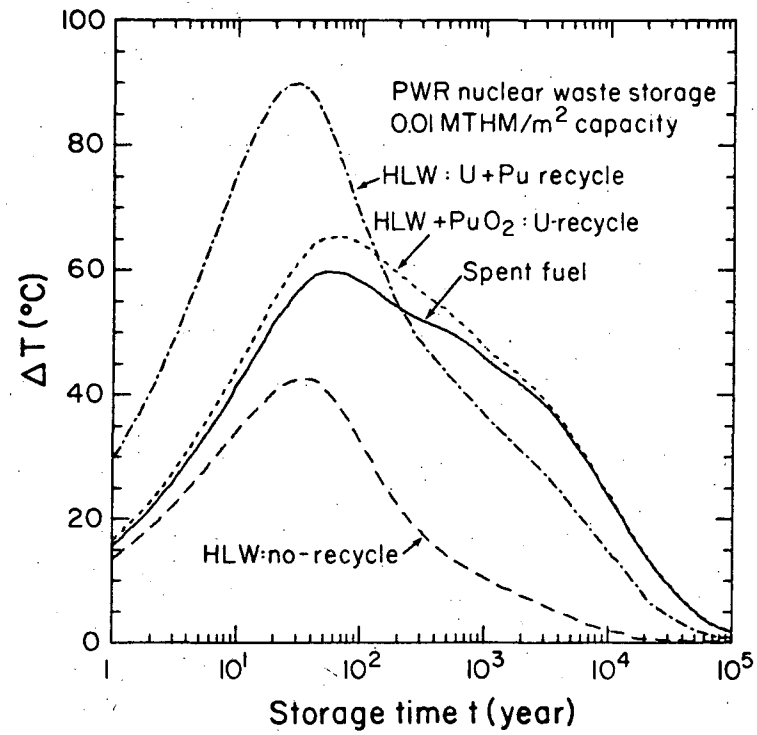 100
80
60
40
20
0
ΔT (°C)
PWR nuclear waste storage
0.01 MTHM/m² capacity
HLW: U+Pu recycle
HLW+PuO₂: U-recycle
Spent fuel
HLW:no-recycle
1 10¹ 10² 10³ 10⁴ 10⁵
Storage time t (year)